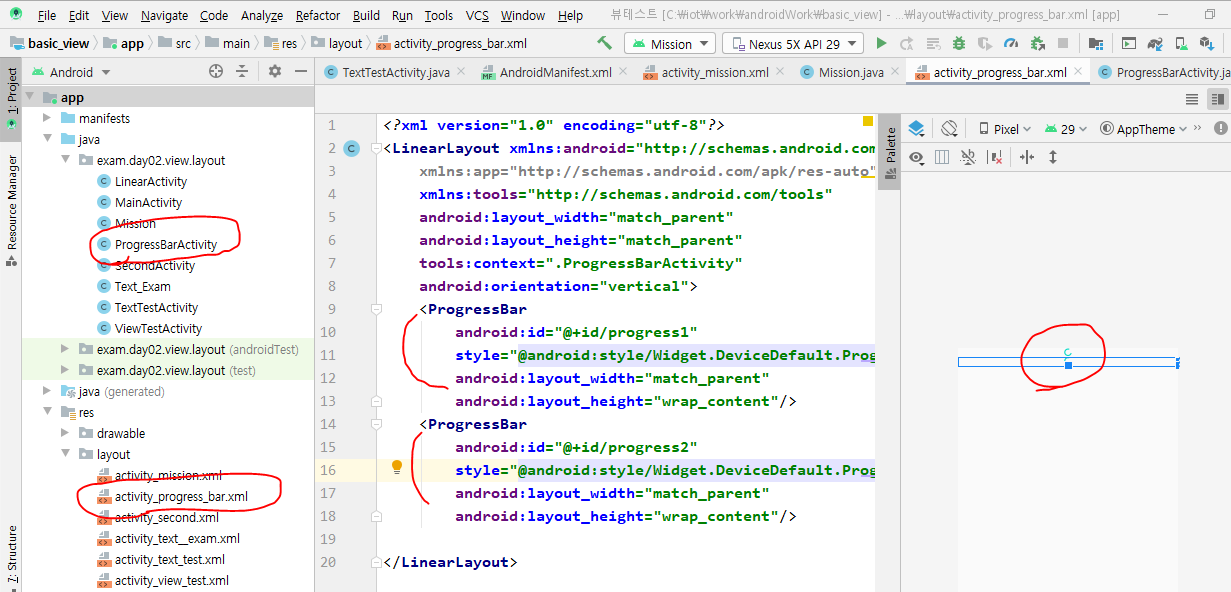 File Edit View Navigate Code Analyze Refactor Build Run Tools VCS Window Help 뷰테스트 [C:₩iot₩work₩androidWork₩basic_view] - ...₩layout₩activity_progress_bar.xml [app]
basic_view app src main res layout activity_progress_bar.xml Mission Nexus 5X API 29
Android TextTestActivity.java AndroidManifest.xml activity_mission.xml Mission.java activity_progress_bar.xml ProgressBarActivity.ja
1: Project
Resource Manager
7: Structure
app
manifests
java
exam.day02.view.layout
LinearActivity
MainActivity
Mission
ProgressBarActivity
SecondActivity
Text_Exam
TextTestActivity
ViewTestActivity
exam.day02.view.layout (androidTest)
exam.day02.view.layout (test)
java (generated)
res
drawable
layout
activity_mission.xml
activity_progress_bar.xml
activity_second.xml
activity_text__exam.xml
activity_text_test.xml
activity_view_test.xml
1 <?xml version="1.0" encoding="utf-8"?>
2 <LinearLayout xmlns:android="http://schemas.android.com
3 xmlns:app="http://schemas.android.com/apk/res-auto"
4 xmlns:tools="http://schemas.android.com/tools"
5 android:layout_width="match_parent"
6 android:layout_height="match_parent"
7 tools:context=".ProgressBarActivity"
8 android:orientation="vertical">
9 <ProgressBar
10 android:id="@+id/progress1"
11 style="@android:style/Widget.DeviceDefault.Prog
12 android:layout_width="match_parent"
13 android:layout_height="wrap_content"/>
14 <ProgressBar
15 android:id="@+id/progress2"
16 style="@android:style/Widget.DeviceDefault.Prog
17 android:layout_width="match_parent"
18 android:layout_height="wrap_content"/>
19
20 </LinearLayout>
Palette
Pixel 29 AppTheme